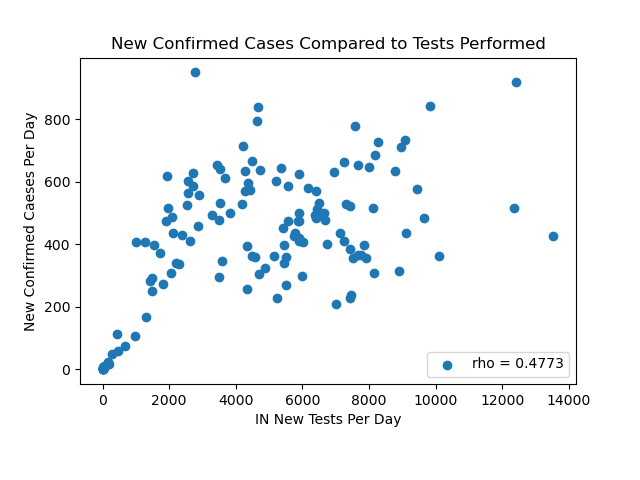 New Confirmed Cases Compared to Tests Performed
New Confirmed Caeses Per Day
800
600
400
200
0
rho = 0.4773
0 2000 4000 6000 8000 10000 12000 14000
IN New Tests Per Day